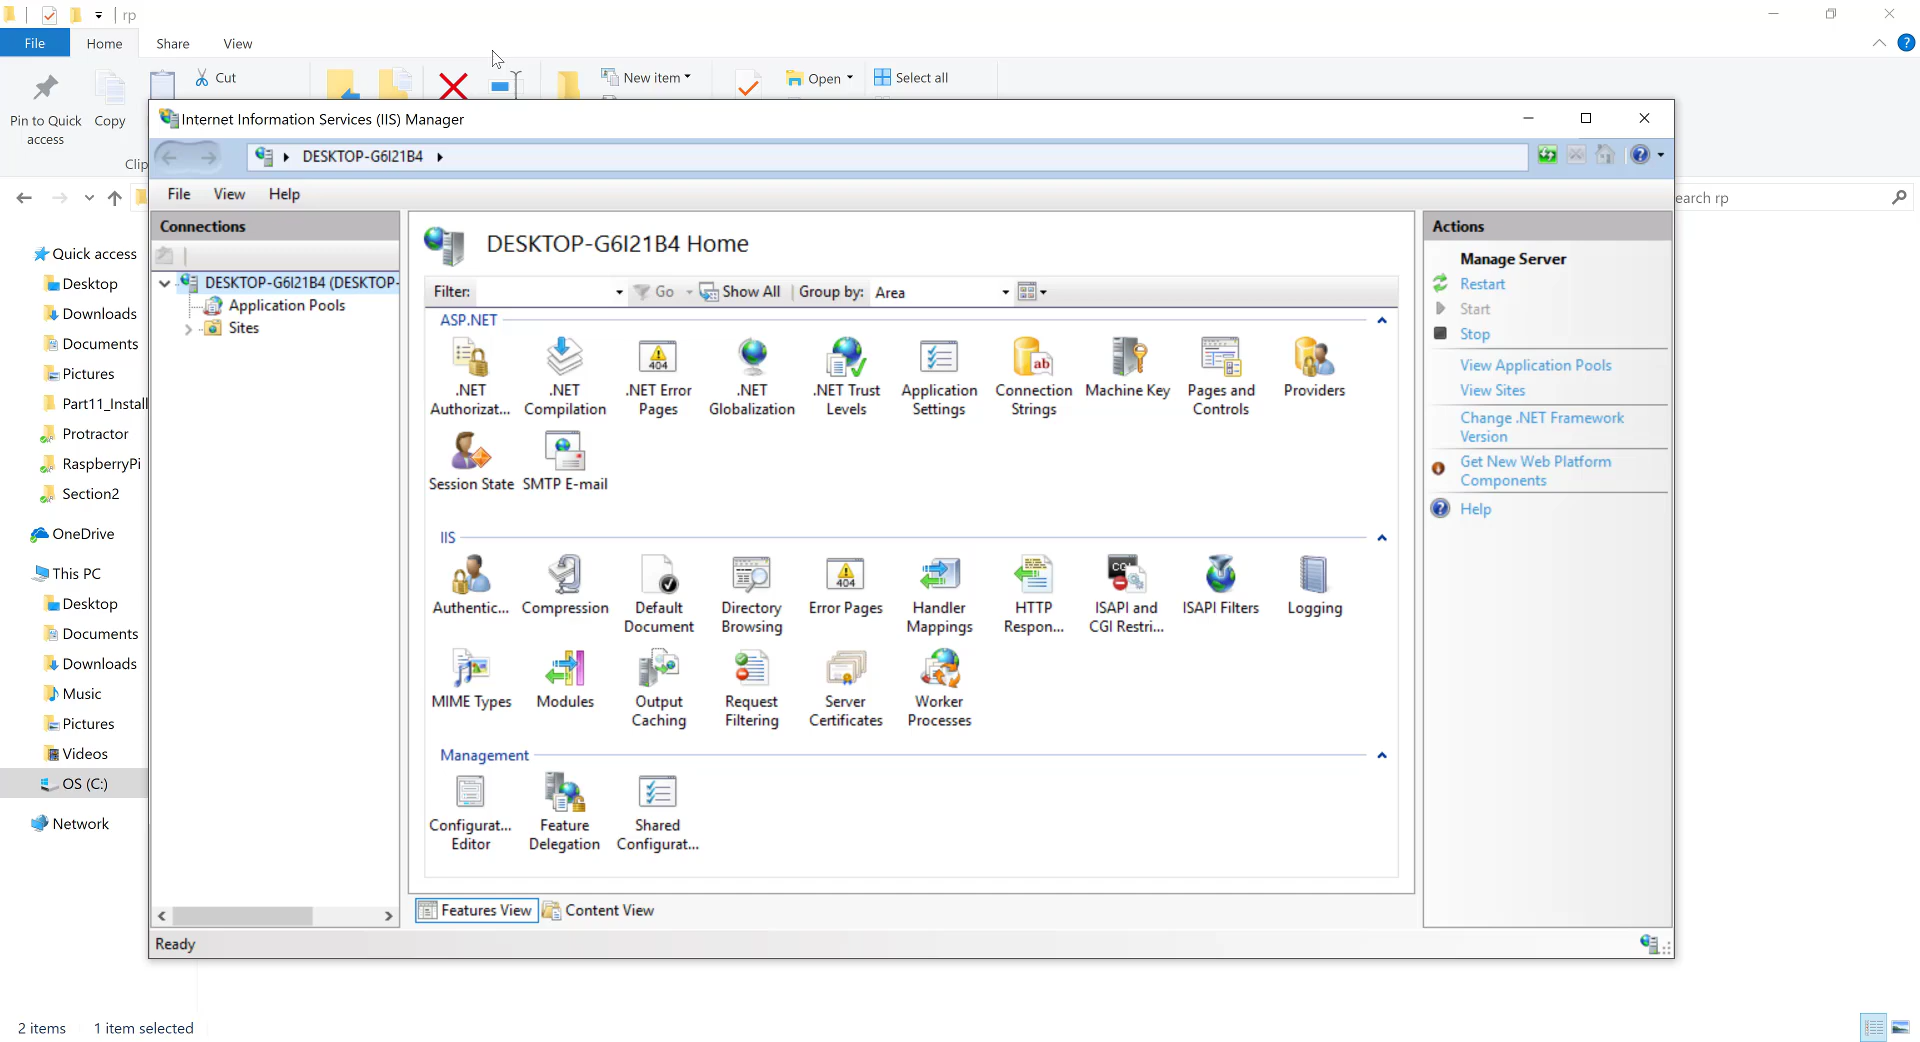 rp
File
Home
Share
View
Cut
New item
Open
Select all
Pin to Quick
access
Copy
Clip
earch rp
Quick access
Desktop
Downloads
Documents
Pictures
Part11_Install
Protractor
RaspberryPi
Section2
OneDrive
This PC
Desktop
Documents
Downloads
Music
Pictures
Videos
OS (C:)
Network
2 items
1 item selected
Internet Information Services (IIS) Manager
DESKTOP-G6I21B4
File
View
Help
Connections
DESKTOP-G6I21B4 (DESKTOP-
Application Pools
Sites
DESKTOP-G6I21B4 Home
Filter:
Go
Show All
Group by:
Area
ASP.NET
.NET
Authorizat...
.NET
Compilation
.NET Error
Pages
.NET
Globalization
.NET Trust
Levels
Application
Settings
Connection
Strings
Machine Key
Pages and
Controls
Providers
Session State
SMTP E-mail
IIS
Authentic...
Compression
Default
Document
Directory
Browsing
Error Pages
Handler
Mappings
HTTP
Respon...
ISAPI and
CGI Restri...
ISAPI Filters
Logging
MIME Types
Modules
Output
Caching
Request
Filtering
Server
Certificates
Worker
Processes
Management
Configurat...
Editor
Feature
Delegation
Shared
Configurat...
Features View
Content View
Ready
Actions
Manage Server
Restart
Start
Stop
View Application Pools
View Sites
Change .NET Framework
Version
Get New Web Platform
Components
Help